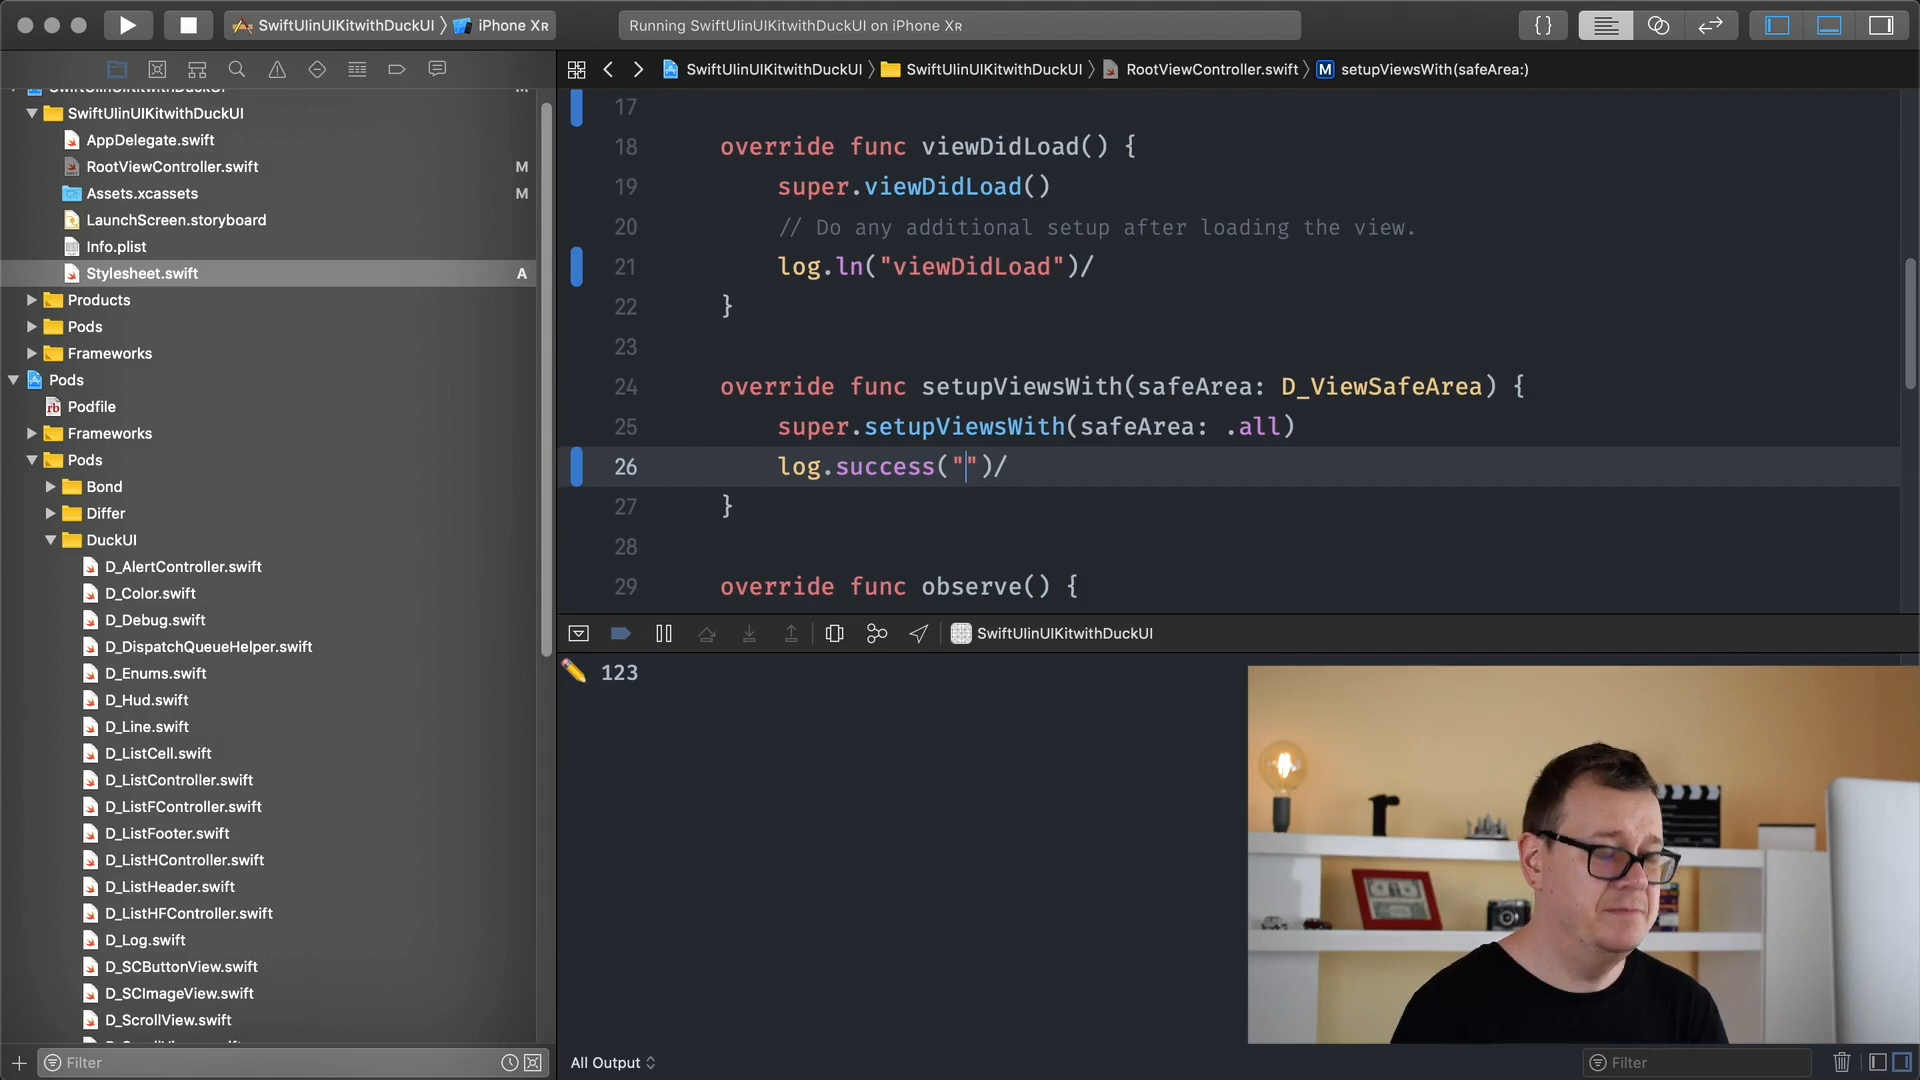 SwiftUIinUIKitwithDuckUI
iPhone XR
Running SwiftUIinUIKitwithDuckUI on iPhone XR
{ }
SwiftUIinUIKitwithDuckUI
SwiftUIinUIKitwithDuckUI
RootViewController.swift
M
setupViewsWith(safeArea:)
SwiftUIinUIKitwithDuckUI
M
SwiftUIinUIKitwithDuckUI
AppDelegate.swift
RootViewController.swift
M
Assets.xcassets
M
LaunchScreen.storyboard
Info.plist
Stylesheet.swift
A
Products
Pods
Frameworks
Pods
rb
Podfile
Frameworks
Pods
Bond
Differ
DuckUI
D_AlertController.swift
D_Color.swift
D_Debug.swift
D_DispatchQueueHelper.swift
D_Enums.swift
D_Hud.swift
D_Line.swift
D_ListCell.swift
D_ListController.swift
D_ListFController.swift
D_ListFooter.swift
D_ListHController.swift
D_ListHeader.swift
D_ListHFController.swift
D_Log.swift
D_SCButtonView.swift
D_SCImageView.swift
D_ScrollView.swift
Filter
17
18 override func viewDidLoad() {
19 super.viewDidLoad()
20 // Do any additional setup after loading the view.
21 log.ln("viewDidLoad")/
22 }
23
24 override func setupViewsWith(safeArea: D_ViewSafeArea) {
25 super.setupViewsWith(safeArea: .all)
26 log.success("")/
27 }
28
29 override func observe() {
SwiftUIinUIKitwithDuckUI
✏️ 123
All Output
Filter